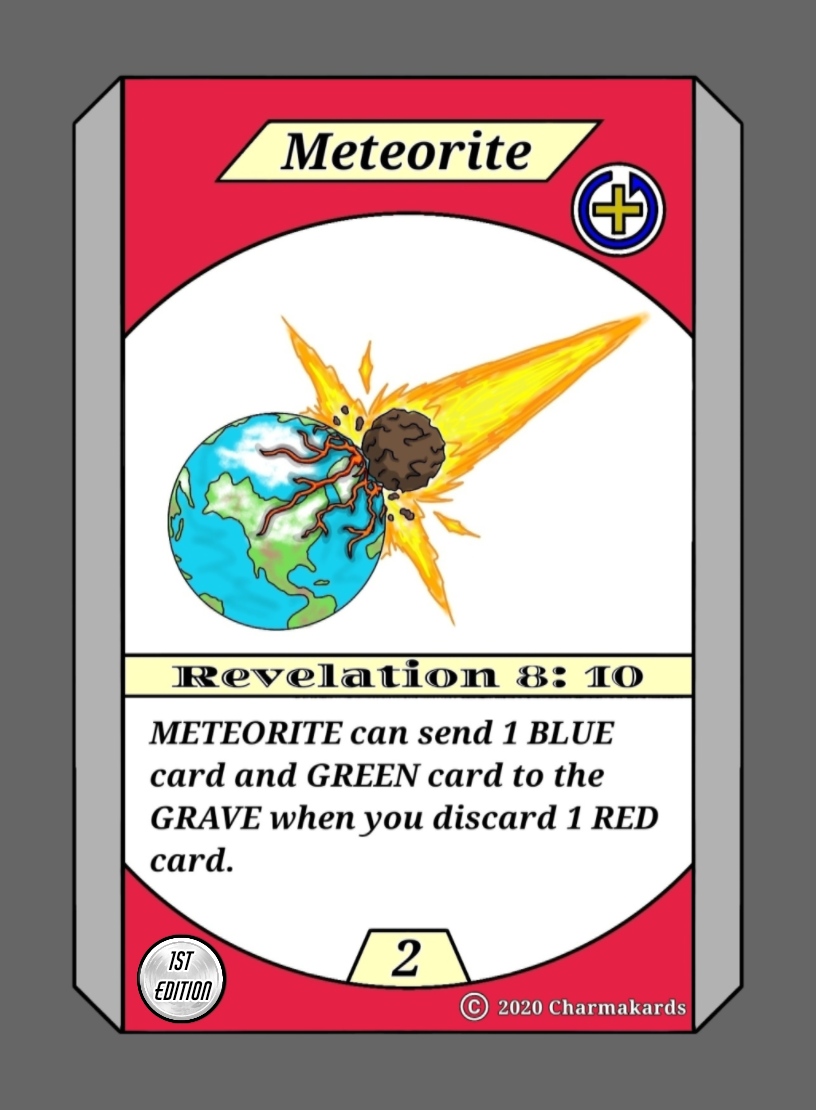 Meteorite
Revelation 8: 10
METEORITE can send 1 BLUE
card and GREEN card to the
GRAVE when you discard 1 RED
card.
2
1ST
EDITION
© 2020 Charmakards